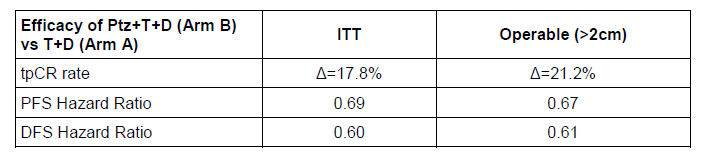 Efficacy of Ptz+T+D (Arm B)
vs T+D (Arm A)
ITT
Operable (>2cm)
tpCR rate
Δ=17.8%
Δ=21.2%
PFS Hazard Ratio
0.69
0.67
DFS Hazard Ratio
0.60
0.61